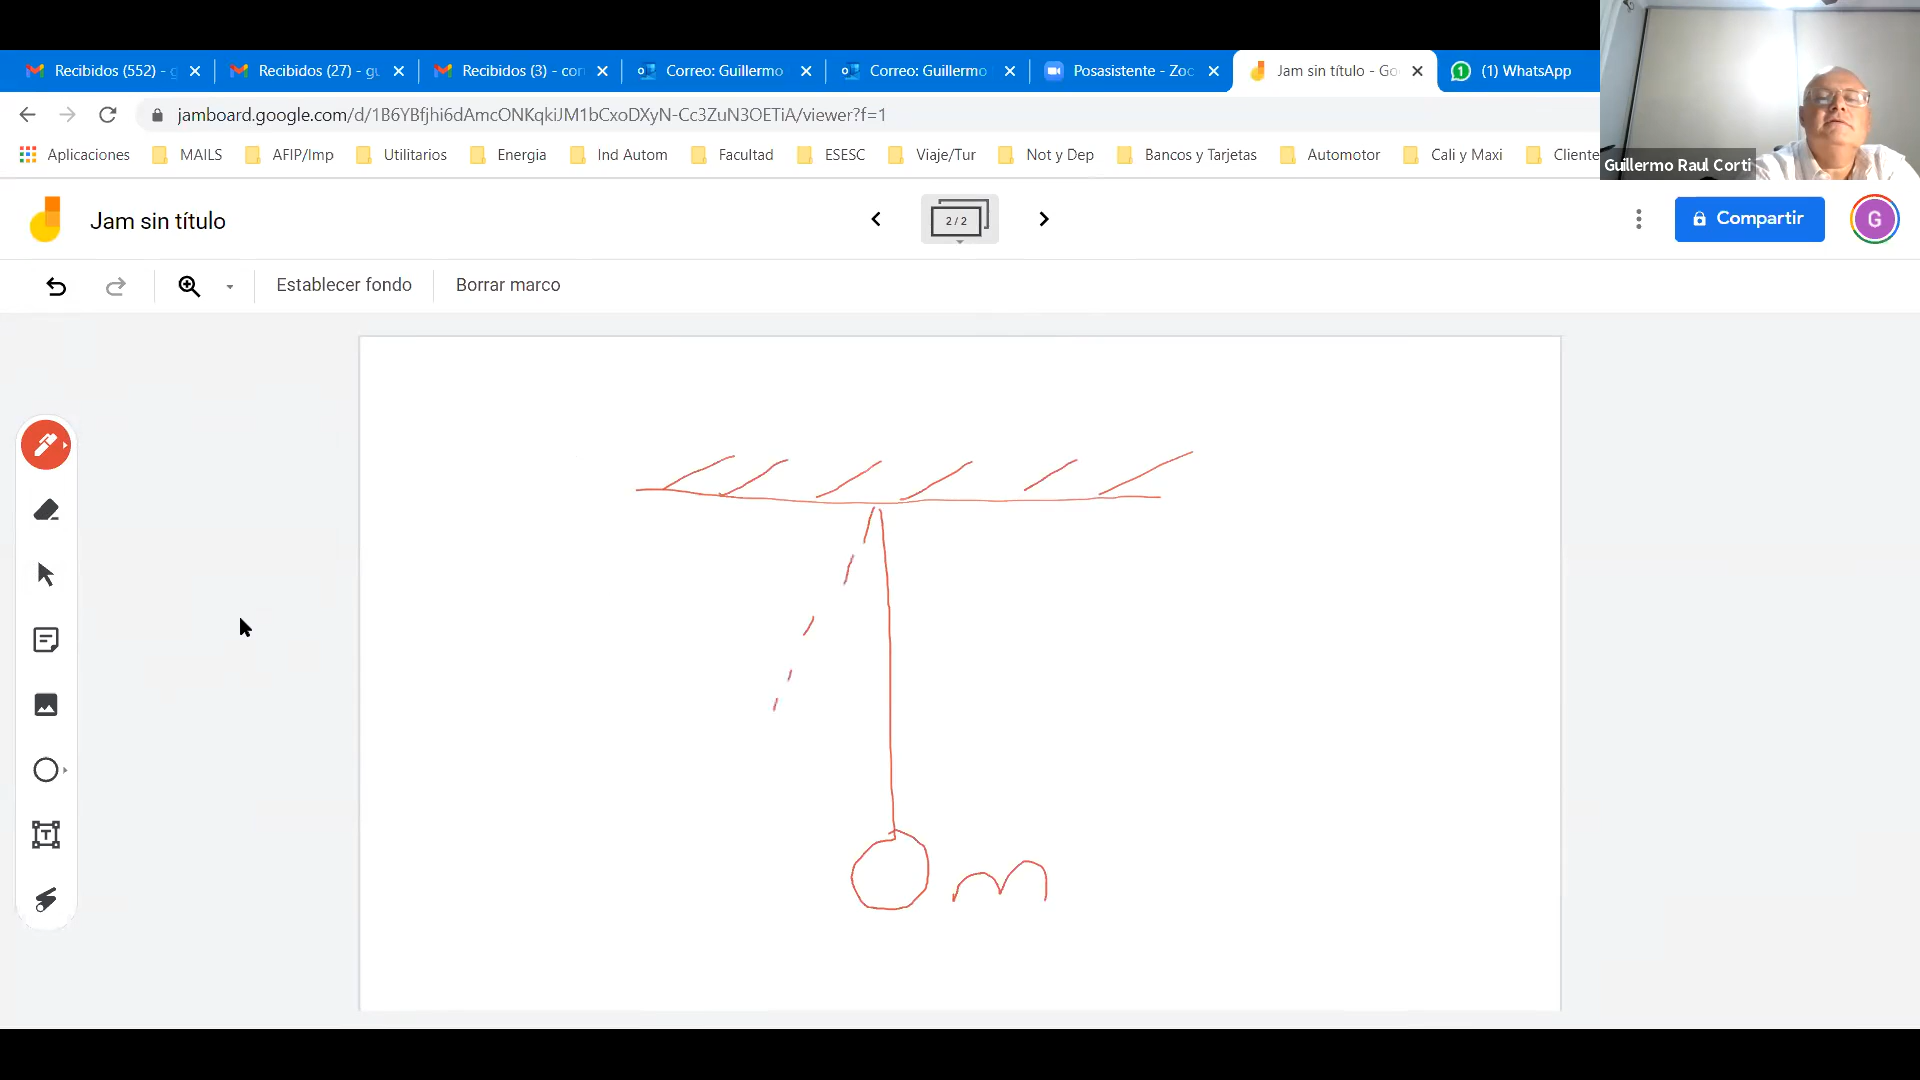 Recibidos (552) - g
Recibidos (27) - gu
Recibidos (3) - cor
Correo: Guillermo
Correo: Guillermo
Posasistente - Zoc
Jam sin título - Go
(1) WhatsApp
jamboard.google.com/d/1B6YBfjhi6dAmcONKqkiJM1bCxoDXyN-Cc3ZuN3OETiA/viewer?f=1
Aplicaciones MAILS AFIP/Imp Utilitarios Energia Ind Autom Facultad ESESC Viaje/Tur Not y Dep Bancos y Tarjetas Automotor Cali y Maxi Cliente
Guillermo Raul Corti
Jam sin título
2 / 2
Compartir
G
Establecer fondo
Borrar marco
m